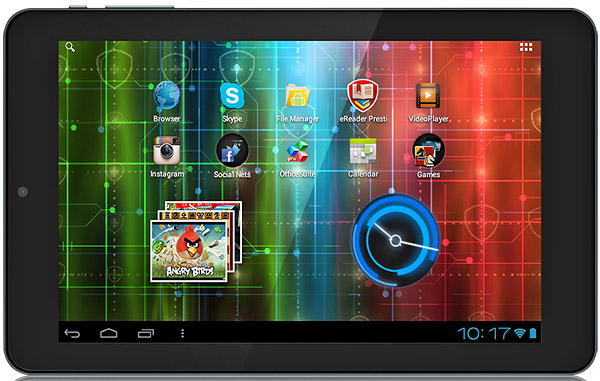 Browser
Skype
File Manager
eReader Presti
VideoPlayer
Instagram
Social Nets
OfficeSuite
Calendar
Games
ANGRY BIRDS
10:17